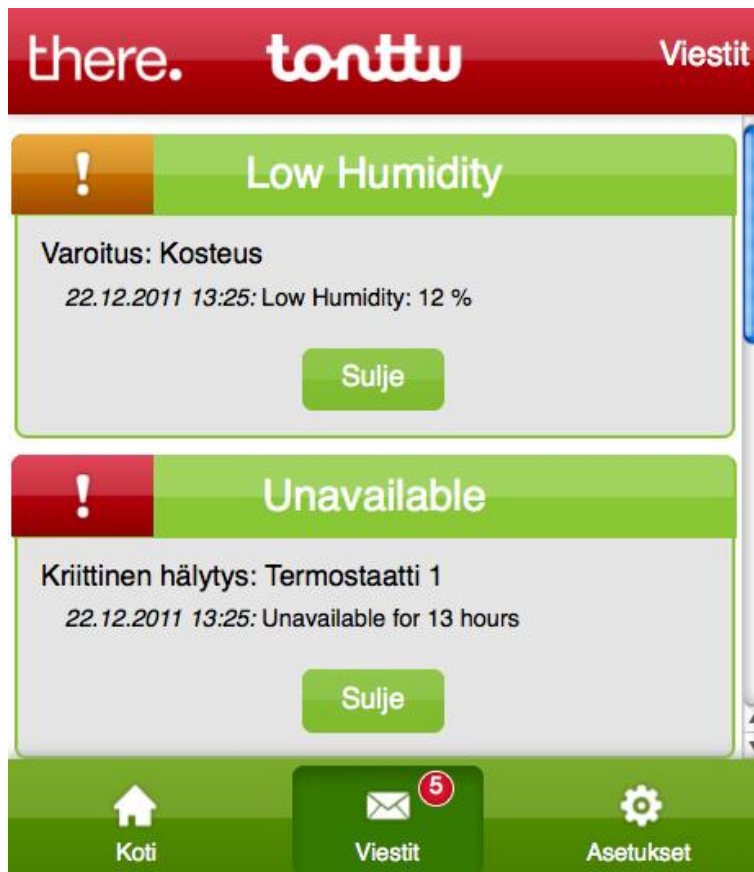 there. tonttu Viestit
! Low Humidity
Varoitus: Kosteus
22.12.2011 13:25: Low Humidity: 12 %
Sulje
! Unavailable
Kriittinen hälytys: Termostaatti 1
22.12.2011 13:25: Unavailable for 13 hours
Sulje
5
Koti Viestit Asetukset